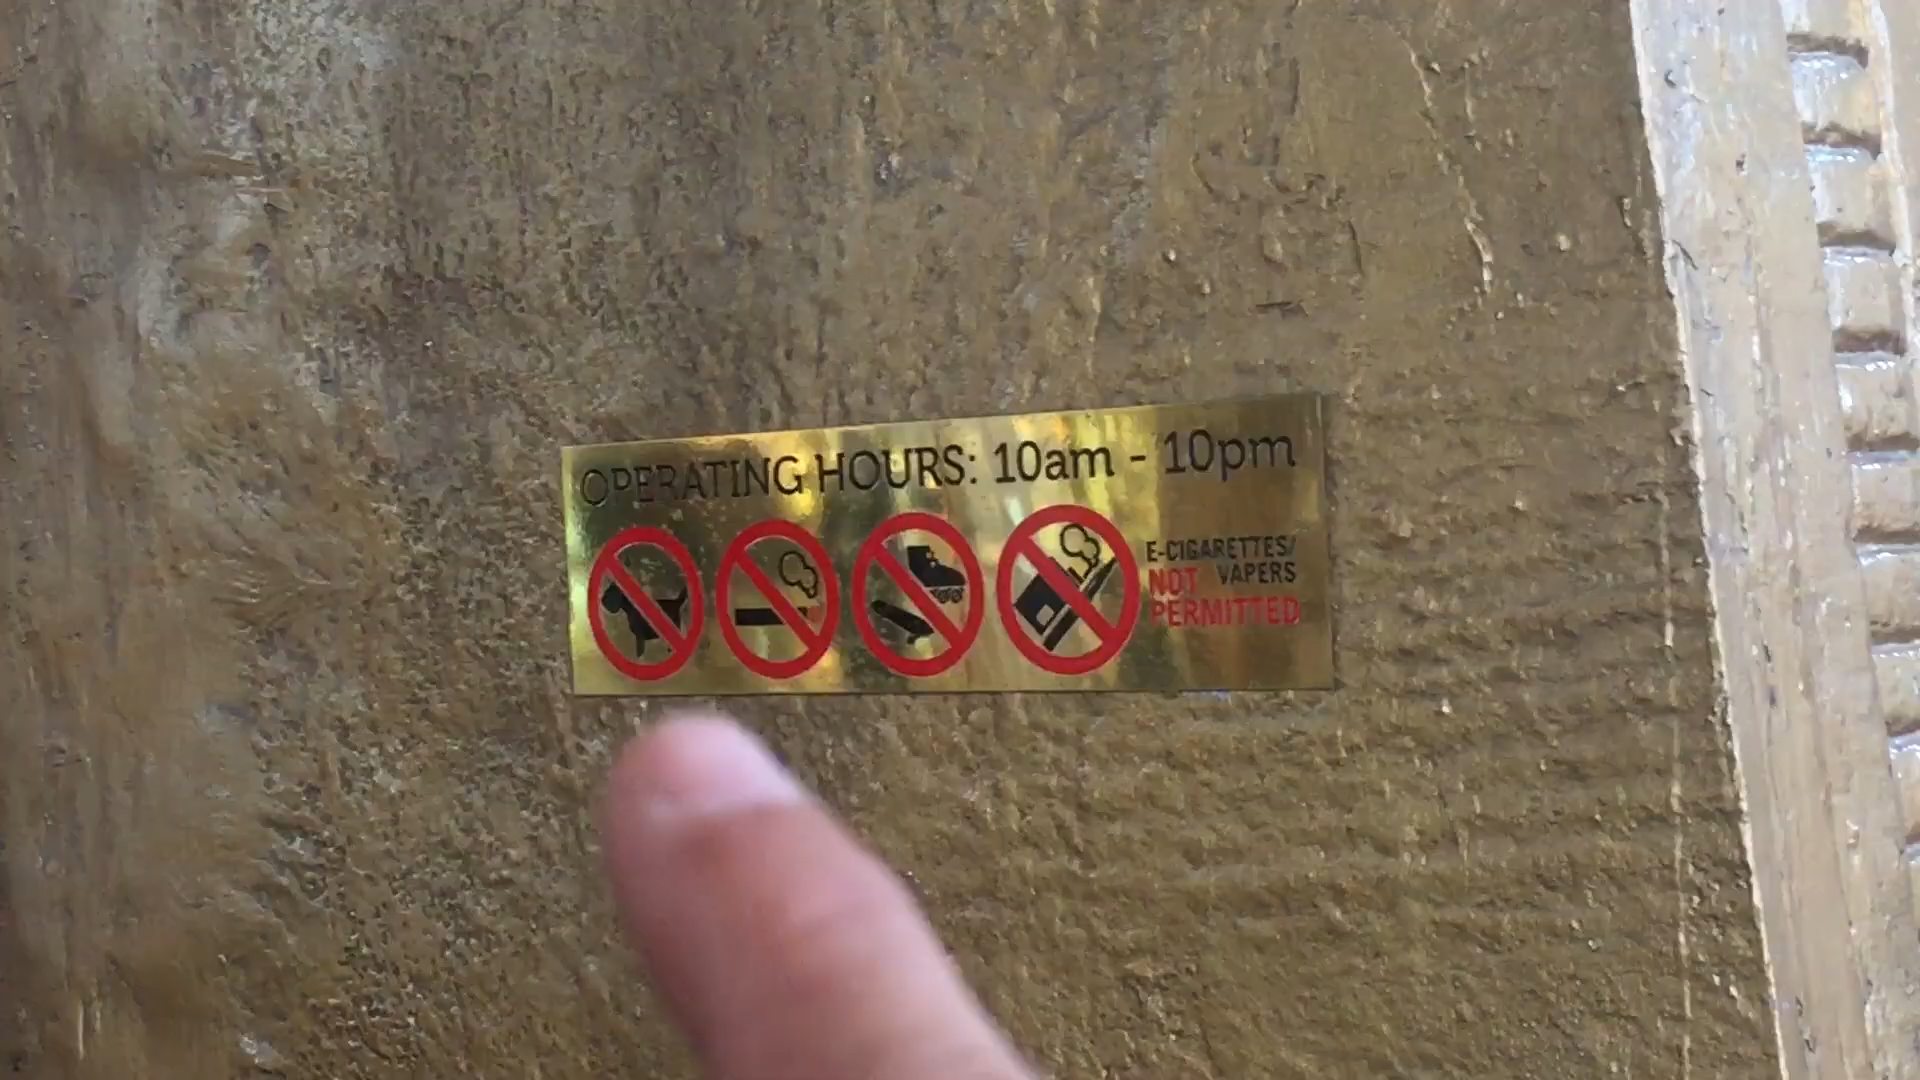 OPERATING HOURS: 10am - 10pm
E-CIGARETTES/
VAPERS
NOT
PERMITTED